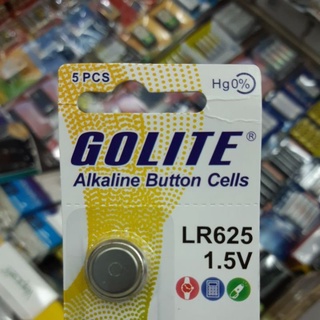 5 PCS
Hg0%
GOLITE®
Alkaline Button Cells
LR625
1.5V